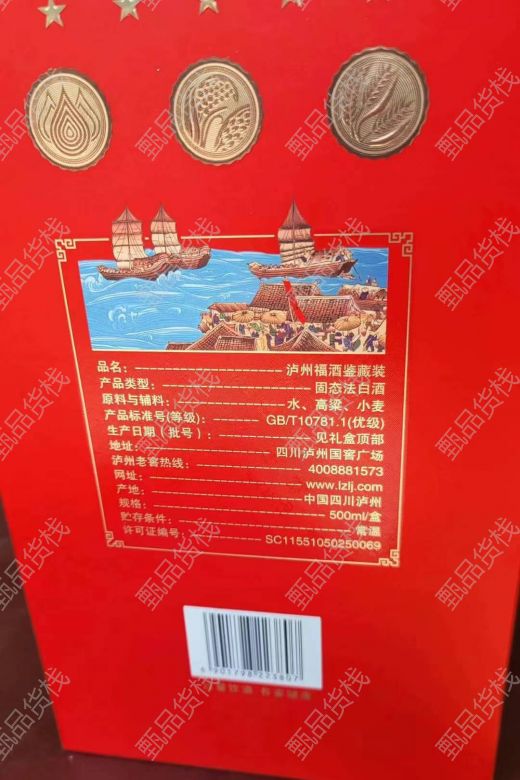 品名：泸州福酒鉴藏装
产品类型：固态法白酒
原料与辅料：水、高粱、小麦
产品标准号(等级)：GB/T10781.1(优级)
生产日期（批号）：见礼盒顶部
地址：四川泸州国窖广场
泸州老窖热线：4008881573
网址：www.lzlj.com
产地：中国四川泸州
规格：500ml/盒
贮存条件：常温
许可证编号：SC11551050250069
6901798223807
甄品货栈